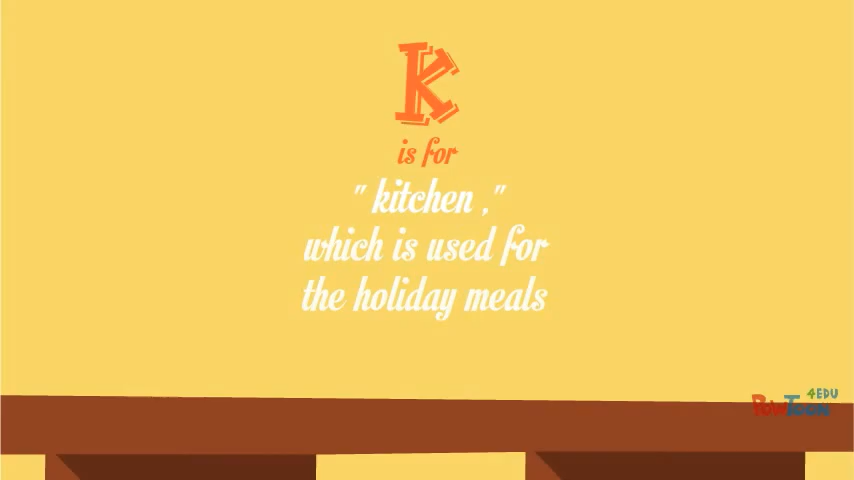 K
is for
" kitchen ,"
which is used for
the holiday meals
4EDU
POWTOON